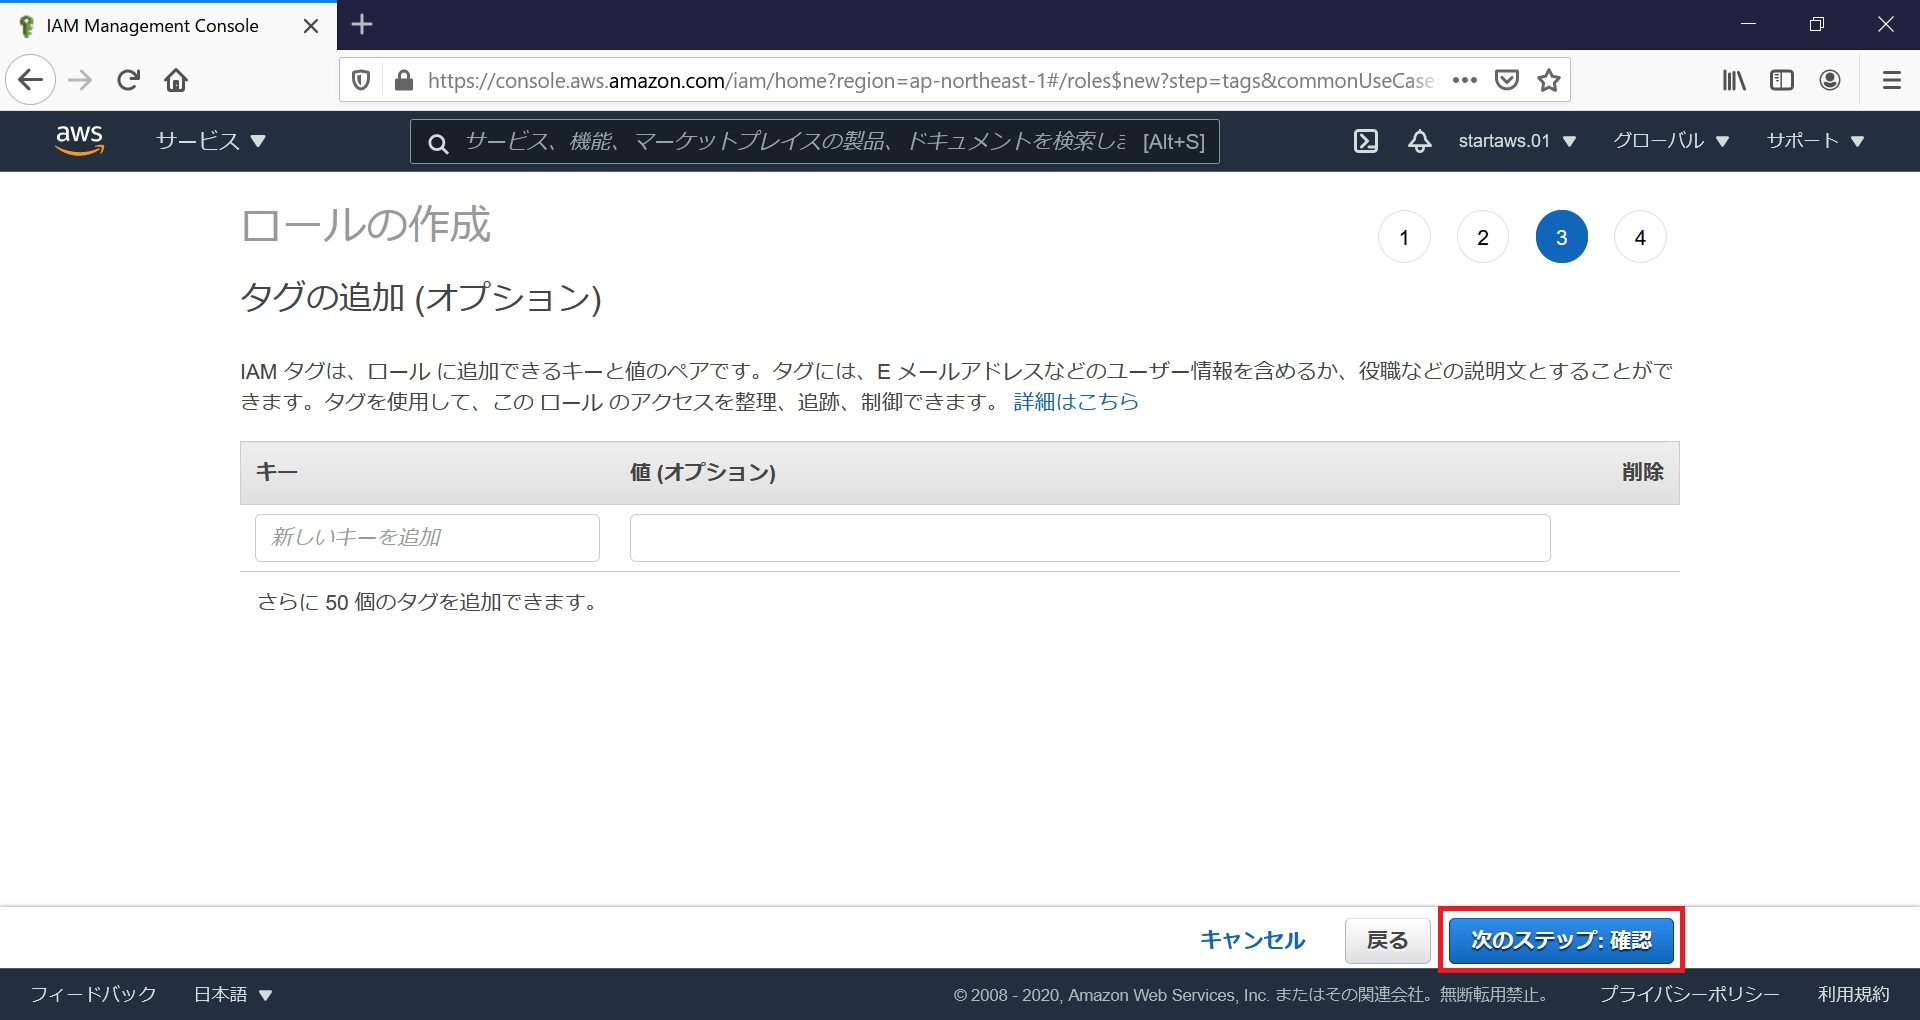 IAM Management Console
https://console.aws.amazon.com/iam/home?region=ap-northeast-1#/roles$new?step=tags&commonUseCase
aws サービス サービス、機能、マーケットプレイスの製品、ドキュメントを検索しま [Alt+S] startaws.01 グローバル サポート
ロールの作成
1 2 3 4
タグの追加 (オプション)
IAM タグは、ロール に追加できるキーと値のペアです。タグには、E メールアドレスなどのユーザー情報を含めるか、役職などの説明文とすることがで
きます。タグを使用して、この ロール のアクセスを整理、追跡、制御できます。 詳細はこちら
キー 値 (オプション) 削除
新しいキーを追加
さらに 50 個のタグを追加できます。
キャンセル 戻る 次のステップ: 確認
フィードバック 日本語 © 2008 - 2020, Amazon Web Services, Inc. またはその関連会社。無断転用禁止。 プライバシーポリシー 利用規約